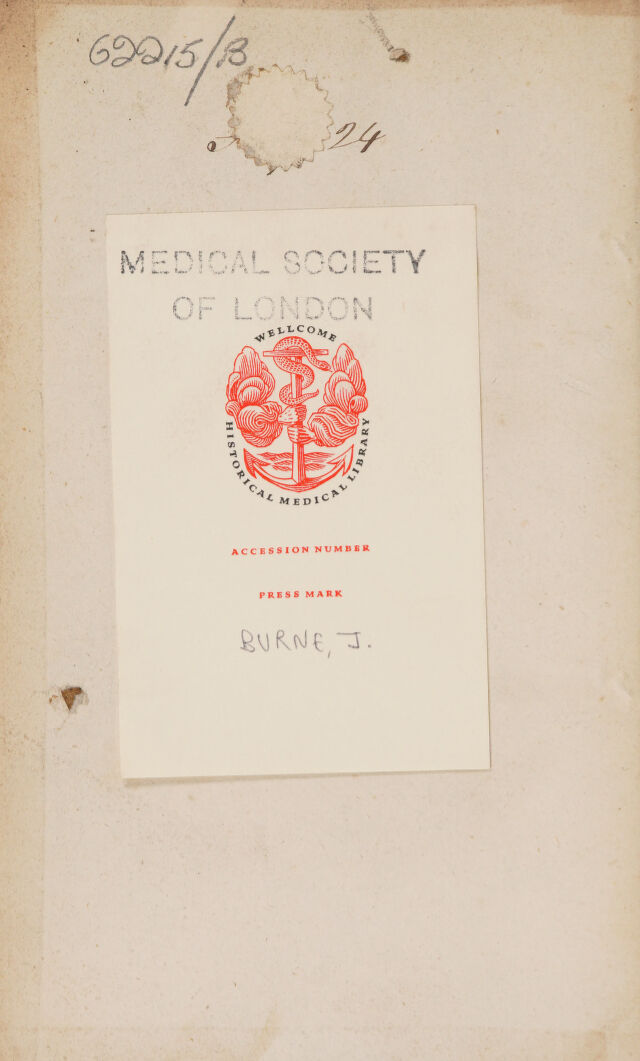 62215/B
24
MEDICAL SOCIETY
OF LONDON
WELLCOME
HISTORICAL MEDICAL LIBRARY
ACCESSION NUMBER
PRESS MARK
BURNE, J.